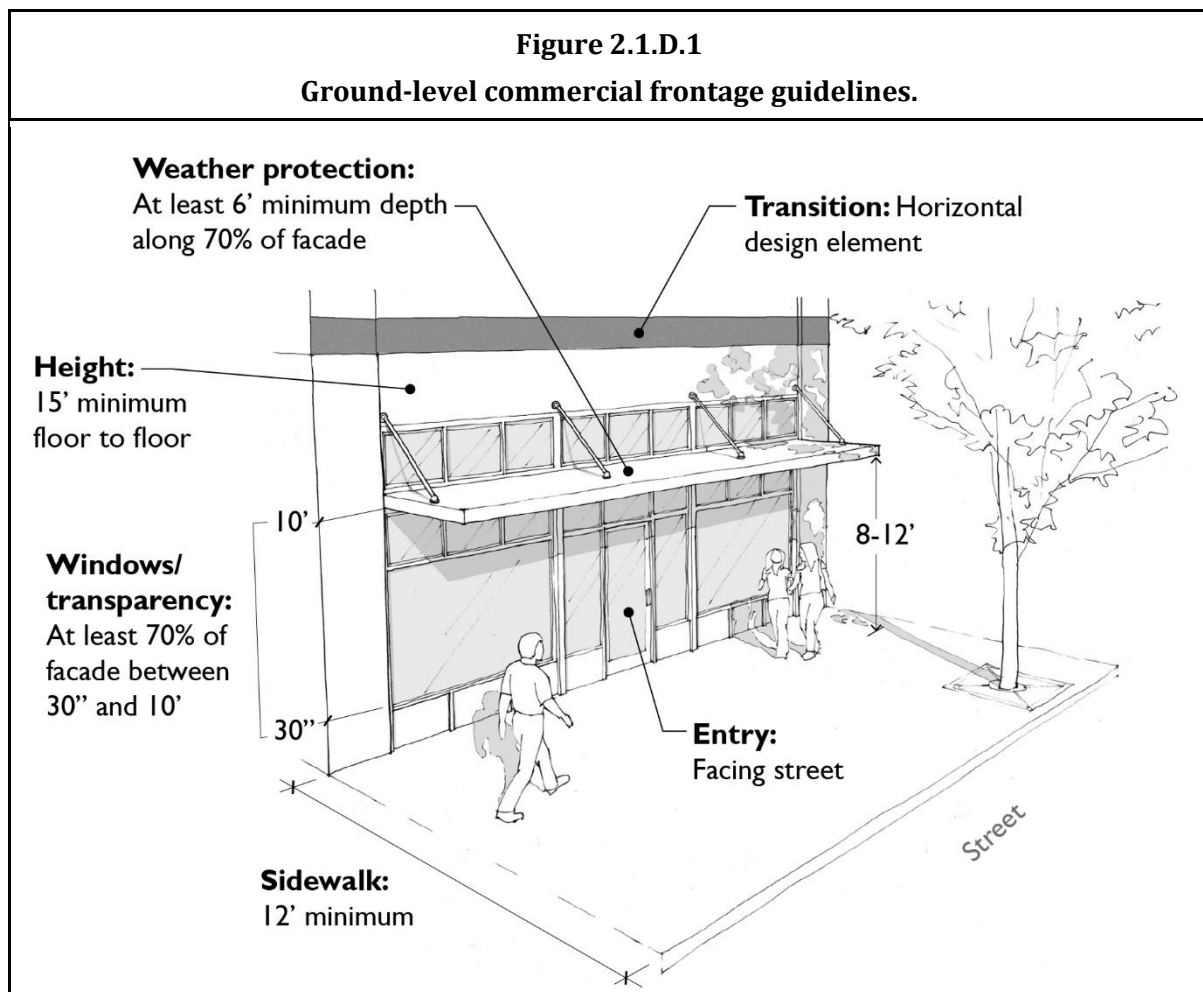 Figure 2.1.D.1
Ground-level commercial frontage guidelines.
Weather protection:
At least 6’ minimum depth
along 70% of facade
Transition: Horizontal
design element
Height:
15’ minimum
floor to floor
10’
8-12’
Windows/
transparency:
At least 70% of
facade between
30” and 10’
30”
Entry:
Facing street
Street
Sidewalk:
12’ minimum